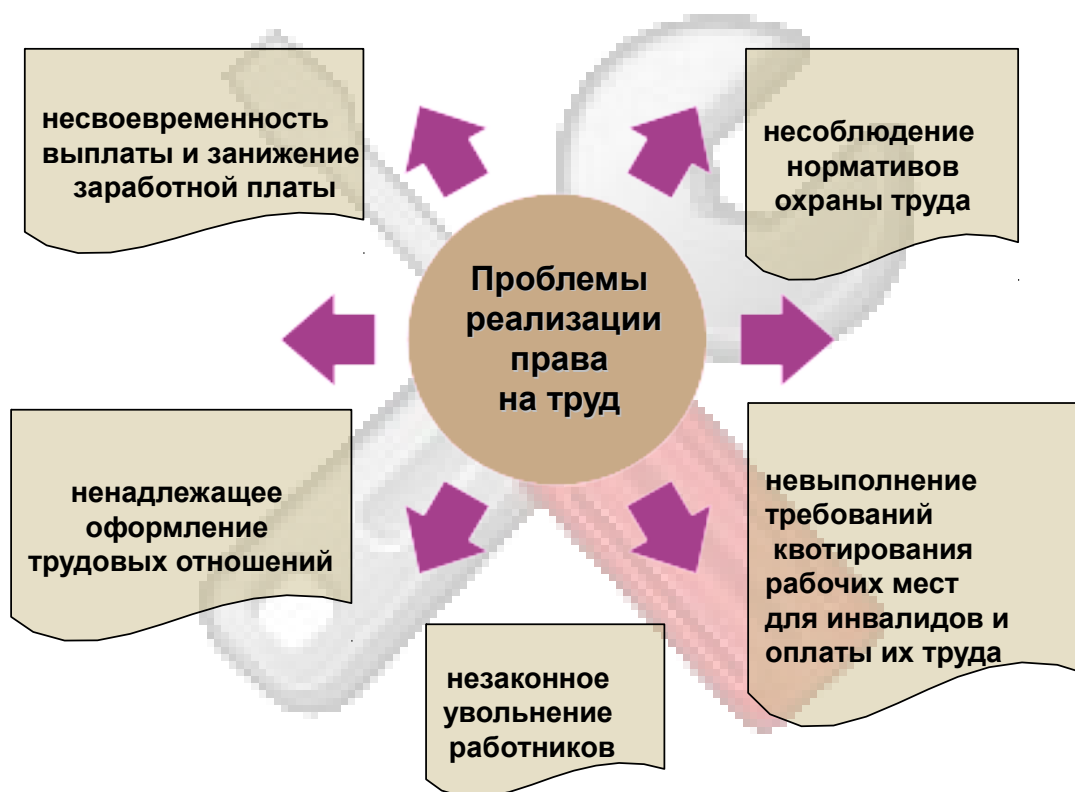 несвоевременность
выплаты и занижение
заработной платы
несоблюдение
нормативов
охраны труда
Проблемы
реализации
права
на труд
ненадлежащее
оформление
трудовых отношений
невыполнение
требований
квотирования
рабочих мест
для инвалидов и
оплаты их труда
незаконное
увольнение
работников